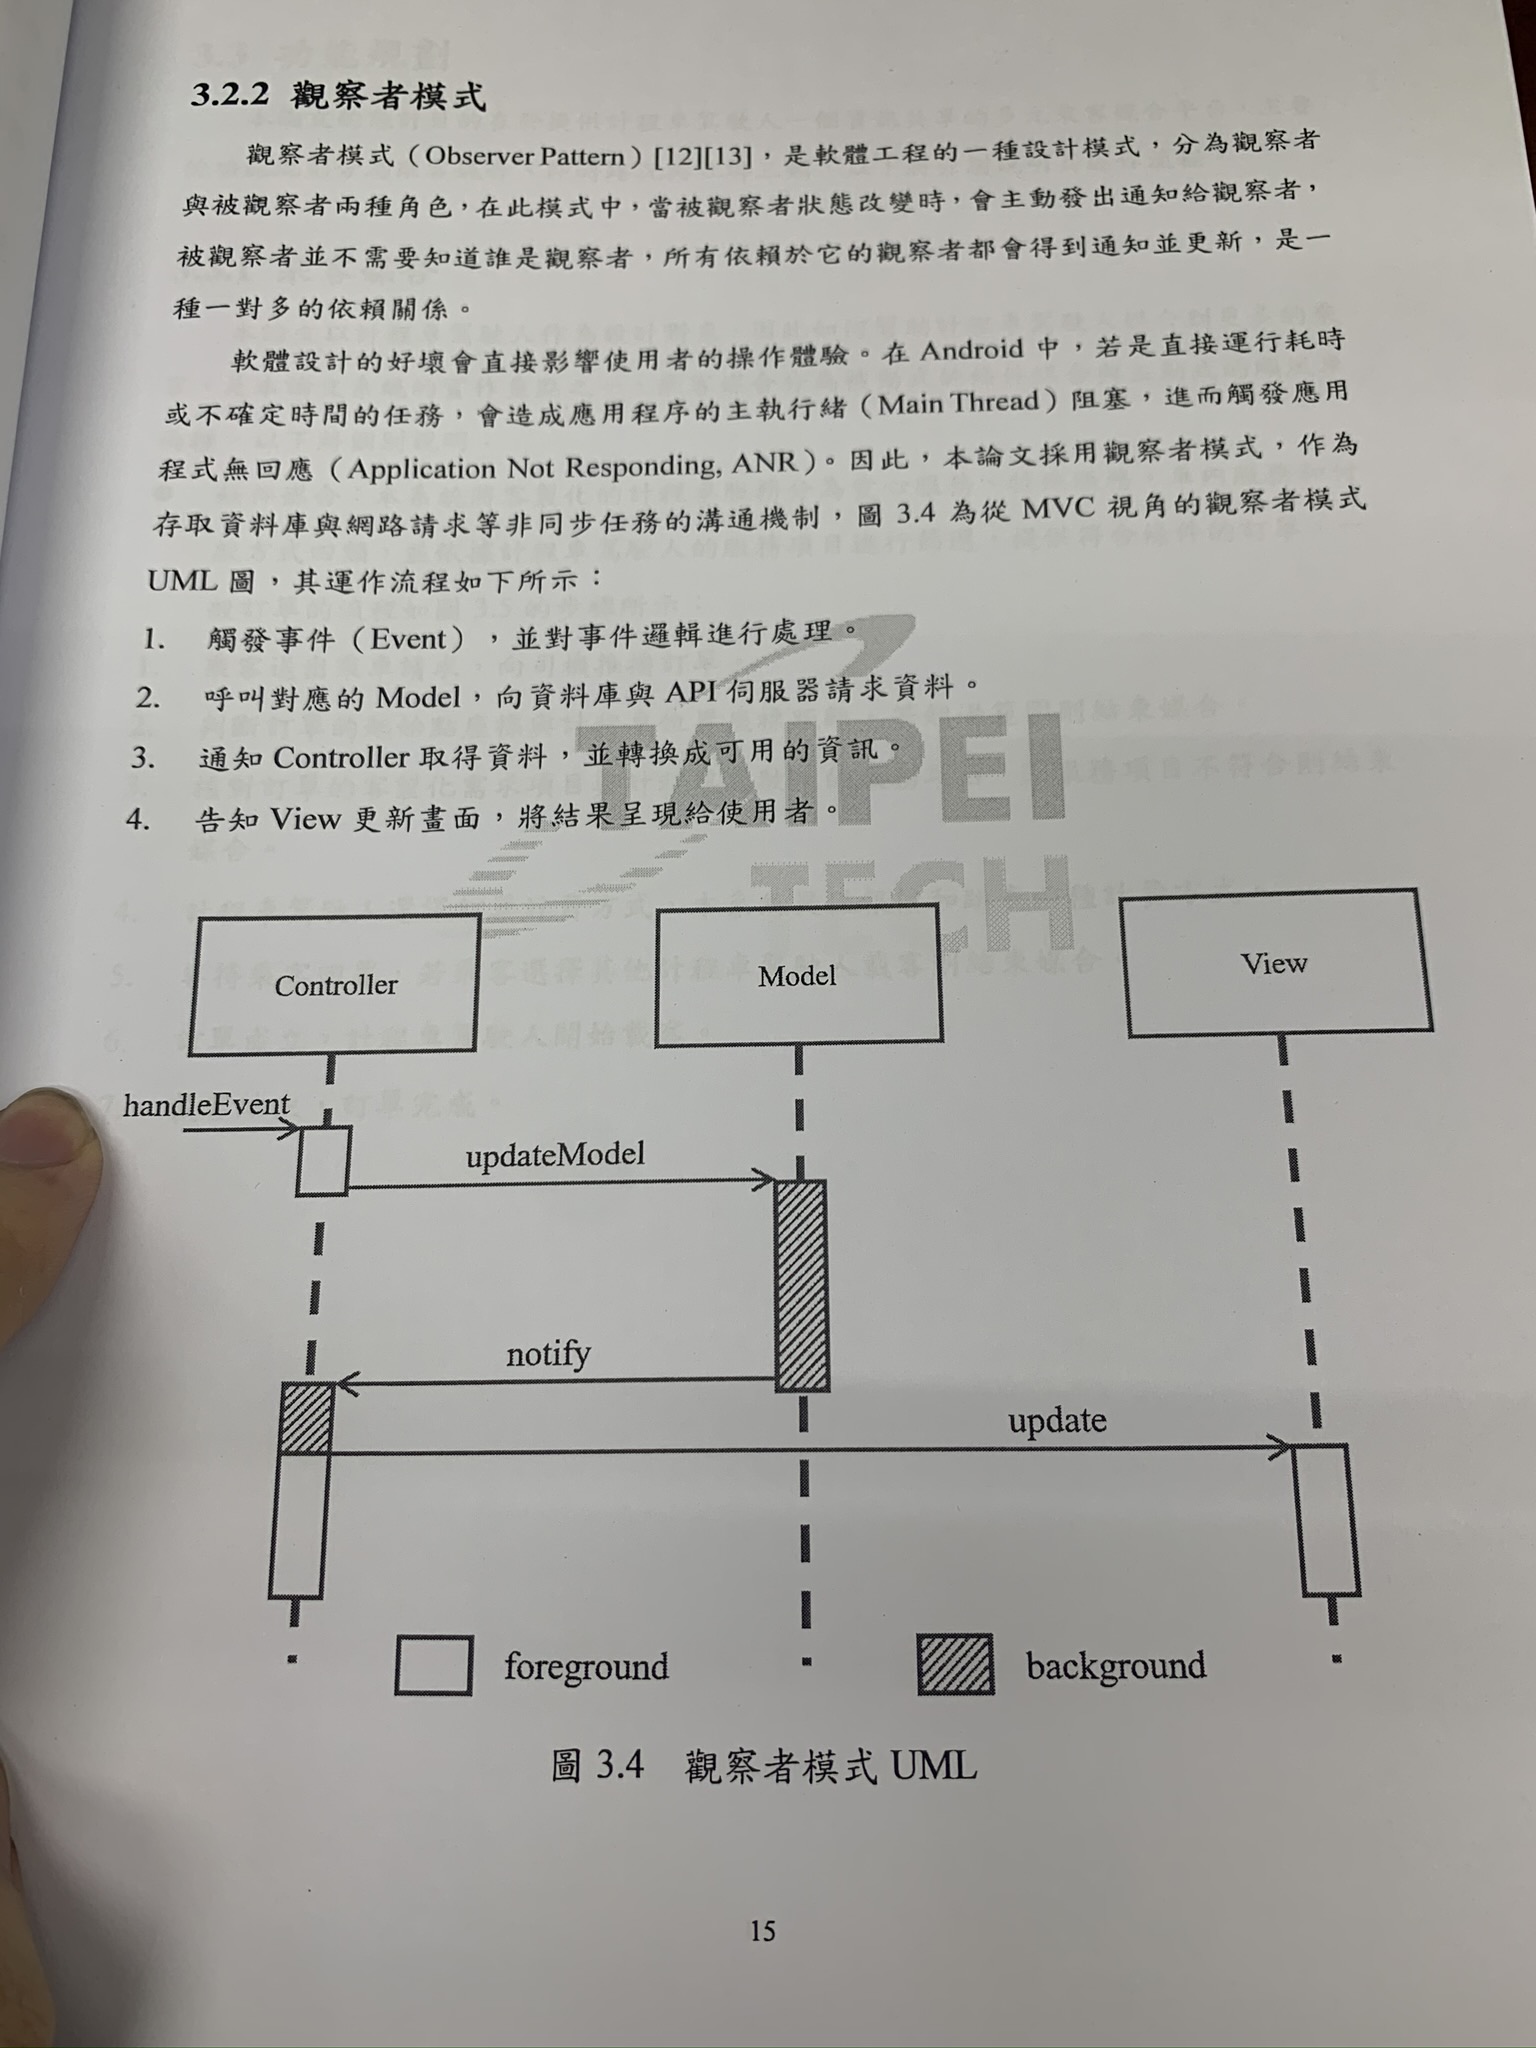 3.2.2 觀察者模式
觀察者模式（Observer Pattern）[12][13]，是軟體工程的一種設計模式，分為觀察者
與被觀察者兩種角色，在此模式中，當被觀察者狀態改變時，會主動發出通知給觀察者，
被觀察者並不需要知道誰是觀察者，所有依賴於它的觀察者都會得到通知並更新，是一
種一對多的依賴關係。
軟體設計的好壞會直接影響使用者的操作體驗。在 Android 中，若是直接運行耗時
或不確定時間的任務，會造成應用程序的主執行緒（Main Thread）阻塞，進而觸發應用
程式無回應（Application Not Responding, ANR）。因此，本論文採用觀察者模式，作為
存取資料庫與網路請求等非同步任務的溝通機制，圖 3.4 為從 MVC 視角的觀察者模式
UML 圖，其運作流程如下所示：
1. 觸發事件（Event），並對事件邏輯進行處理。
2. 呼叫對應的 Model，向資料庫與 API 伺服器請求資料。
3. 通知 Controller 取得資料，並轉換成可用的資訊。
4. 告知 View 更新畫面，將結果呈現給使用者。
TAIPEI
TECH
Controller
Model
View
handleEvent
updateModel
notify
update
foreground
background
圖 3.4 觀察者模式 UML
15